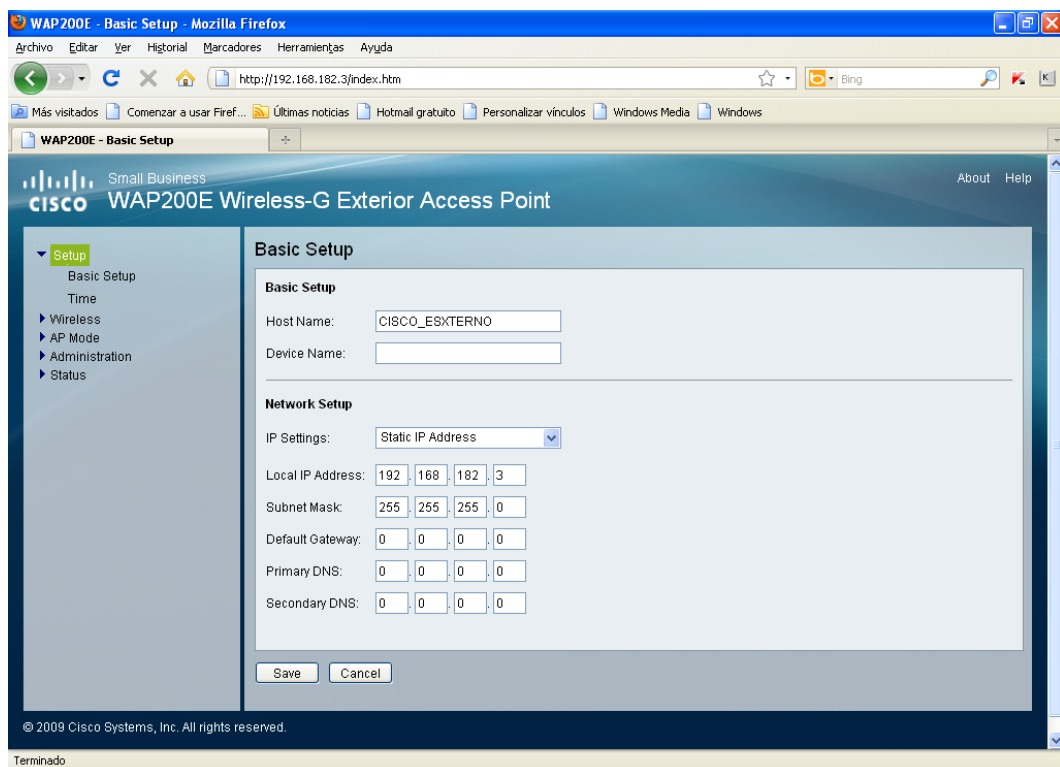 WAP200E - Basic Setup - Mozilla Firefox
Archivo Editar Ver Historial Marcadores Herramientas Ayuda
http://192.168.182.3/index.htm
Bing
Más visitados Comenzar a usar Firef... Últimas noticias Hotmail gratuito Personalizar vínculos Windows Media Windows
WAP200E - Basic Setup
Small Business
About Help
CISCO WAP200E Wireless-G Exterior Access Point
Setup
Basic Setup
Time
Wireless
AP Mode
Administration
Status
Basic Setup
Basic Setup
Host Name: CISCO_ESXTERNO
Device Name:
Network Setup
IP Settings: Static IP Address
Local IP Address: 192 . 168 . 182 . 3
Subnet Mask: 255 . 255 . 255 . 0
Default Gateway: 0 . 0 . 0 . 0
Primary DNS: 0 . 0 . 0 . 0
Secondary DNS: 0 . 0 . 0 . 0
Save Cancel
© 2009 Cisco Systems, Inc. All rights reserved.
Terminado